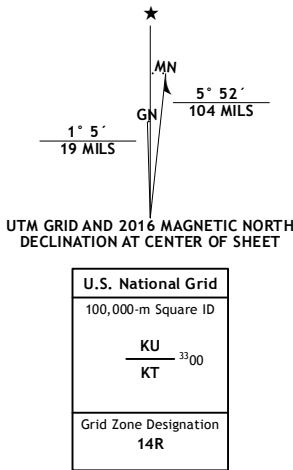 MN
GN
5° 52´
104 MILS
1° 5´
19 MILS
UTM GRID AND 2016 MAGNETIC NORTH
DECLINATION AT CENTER OF SHEET
U.S. National Grid
100,000-m Square ID
KU
3300
KT
Grid Zone Designation
14R